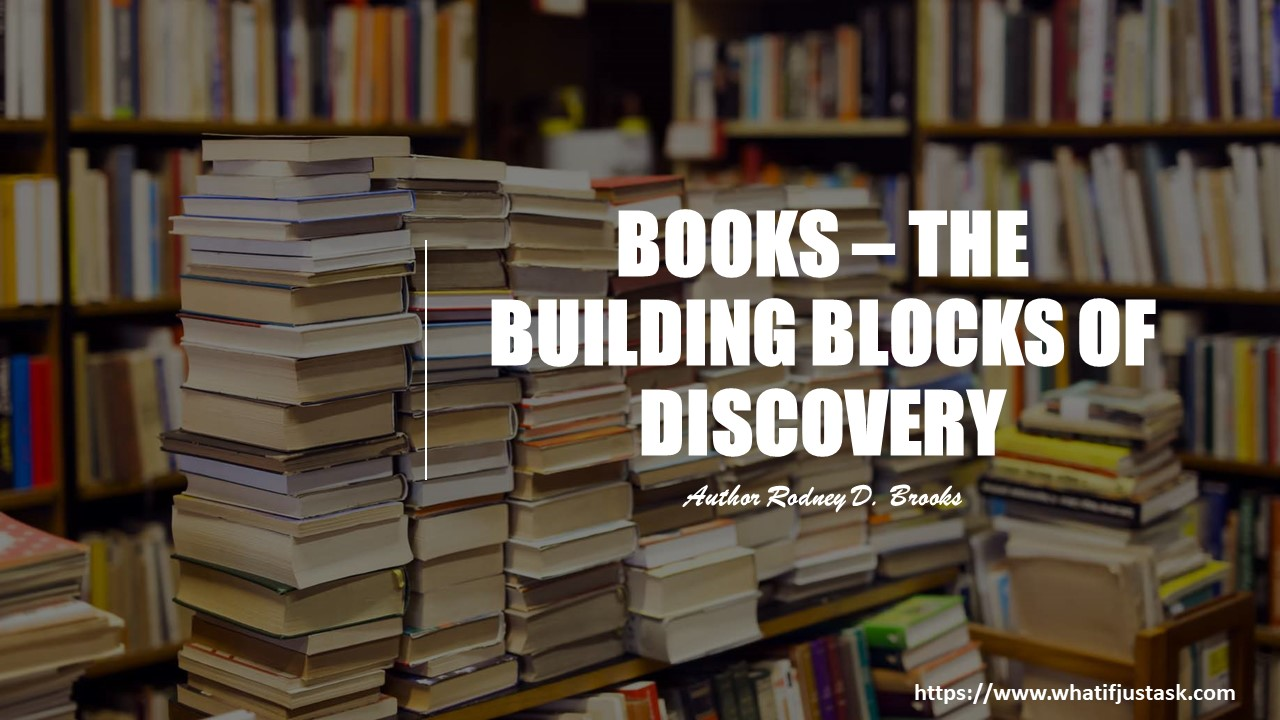 BOOKS – THE
BUILDING BLOCKS OF
DISCOVERY
Author Rodney D. Brooks
https://www.whatifjustask.com